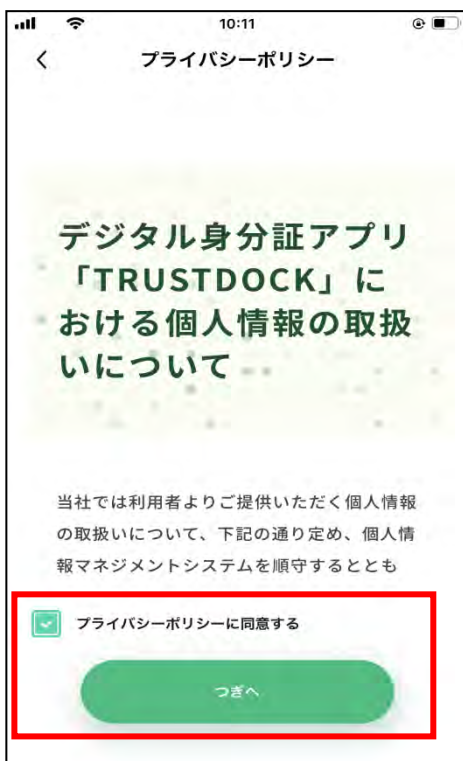 10:11
プライバシーポリシー
デジタル身分証アプリ
「TRUSTDOCK」に
おける個人情報の取扱
いについて
当社では利用者よりご提供いただく個人情報
の取扱いについて、下記の通り定め、個人情
報マネジメントシステムを順守するととも
プライバシーポリシーに同意する
つぎへ